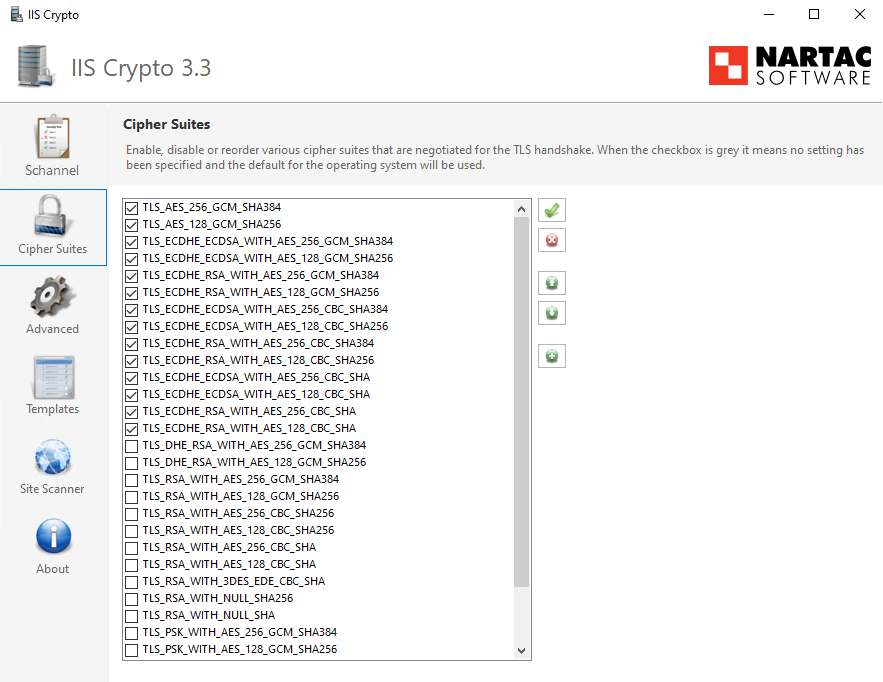 IIS Crypto
IIS Crypto 3.3
NARTAC
SOFTWARE
Schannel
Cipher Suites
Advanced
Templates
Site Scanner
About
Cipher Suites
Enable, disable or reorder various cipher suites that are negotiated for the TLS handshake. When the checkbox is grey it means no setting has
been specified and the default for the operating system will be used.
TLS_AES_256_GCM_SHA384
TLS_AES_128_GCM_SHA256
TLS_ECDHE_ECDSA_WITH_AES_256_GCM_SHA384
TLS_ECDHE_ECDSA_WITH_AES_128_GCM_SHA256
TLS_ECDHE_RSA_WITH_AES_256_GCM_SHA384
TLS_ECDHE_RSA_WITH_AES_128_GCM_SHA256
TLS_ECDHE_ECDSA_WITH_AES_256_CBC_SHA384
TLS_ECDHE_ECDSA_WITH_AES_128_CBC_SHA256
TLS_ECDHE_RSA_WITH_AES_256_CBC_SHA384
TLS_ECDHE_RSA_WITH_AES_128_CBC_SHA256
TLS_ECDHE_ECDSA_WITH_AES_256_CBC_SHA
TLS_ECDHE_ECDSA_WITH_AES_128_CBC_SHA
TLS_ECDHE_RSA_WITH_AES_256_CBC_SHA
TLS_ECDHE_RSA_WITH_AES_128_CBC_SHA
TLS_DHE_RSA_WITH_AES_256_GCM_SHA384
TLS_DHE_RSA_WITH_AES_128_GCM_SHA256
TLS_RSA_WITH_AES_256_GCM_SHA384
TLS_RSA_WITH_AES_128_GCM_SHA256
TLS_RSA_WITH_AES_256_CBC_SHA256
TLS_RSA_WITH_AES_128_CBC_SHA256
TLS_RSA_WITH_AES_256_CBC_SHA
TLS_RSA_WITH_AES_128_CBC_SHA
TLS_RSA_WITH_3DES_EDE_CBC_SHA
TLS_RSA_WITH_NULL_SHA256
TLS_RSA_WITH_NULL_SHA
TLS_PSK_WITH_AES_256_GCM_SHA384
TLS_PSK_WITH_AES_128_GCM_SHA256